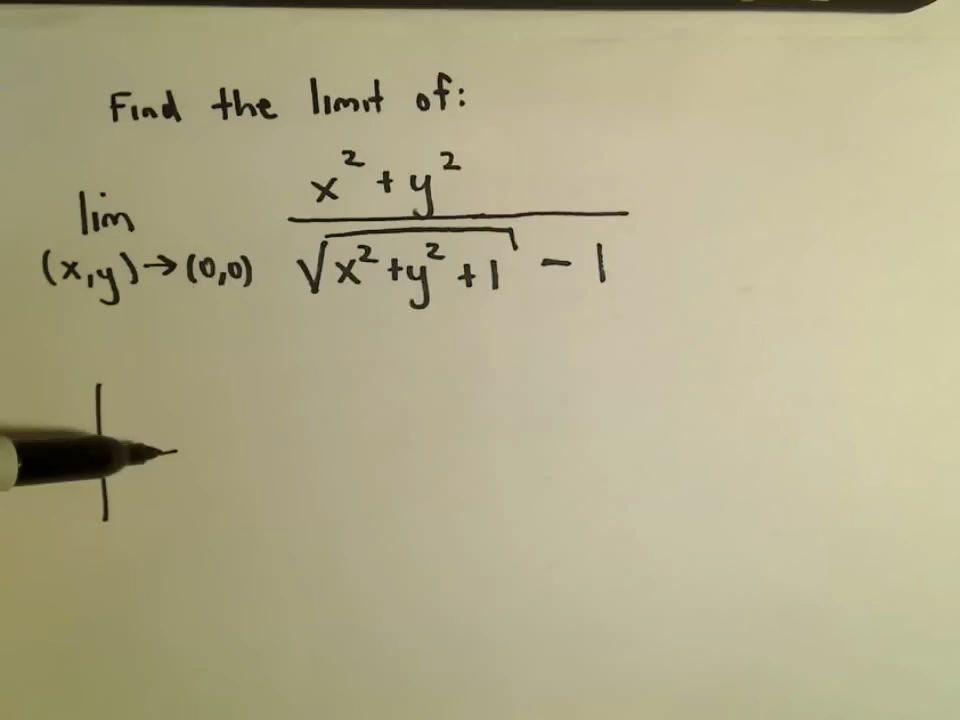 Find the limit of:
lim (x,y)→(0,0) x² + y² / √(x² + y² + 1) − 1